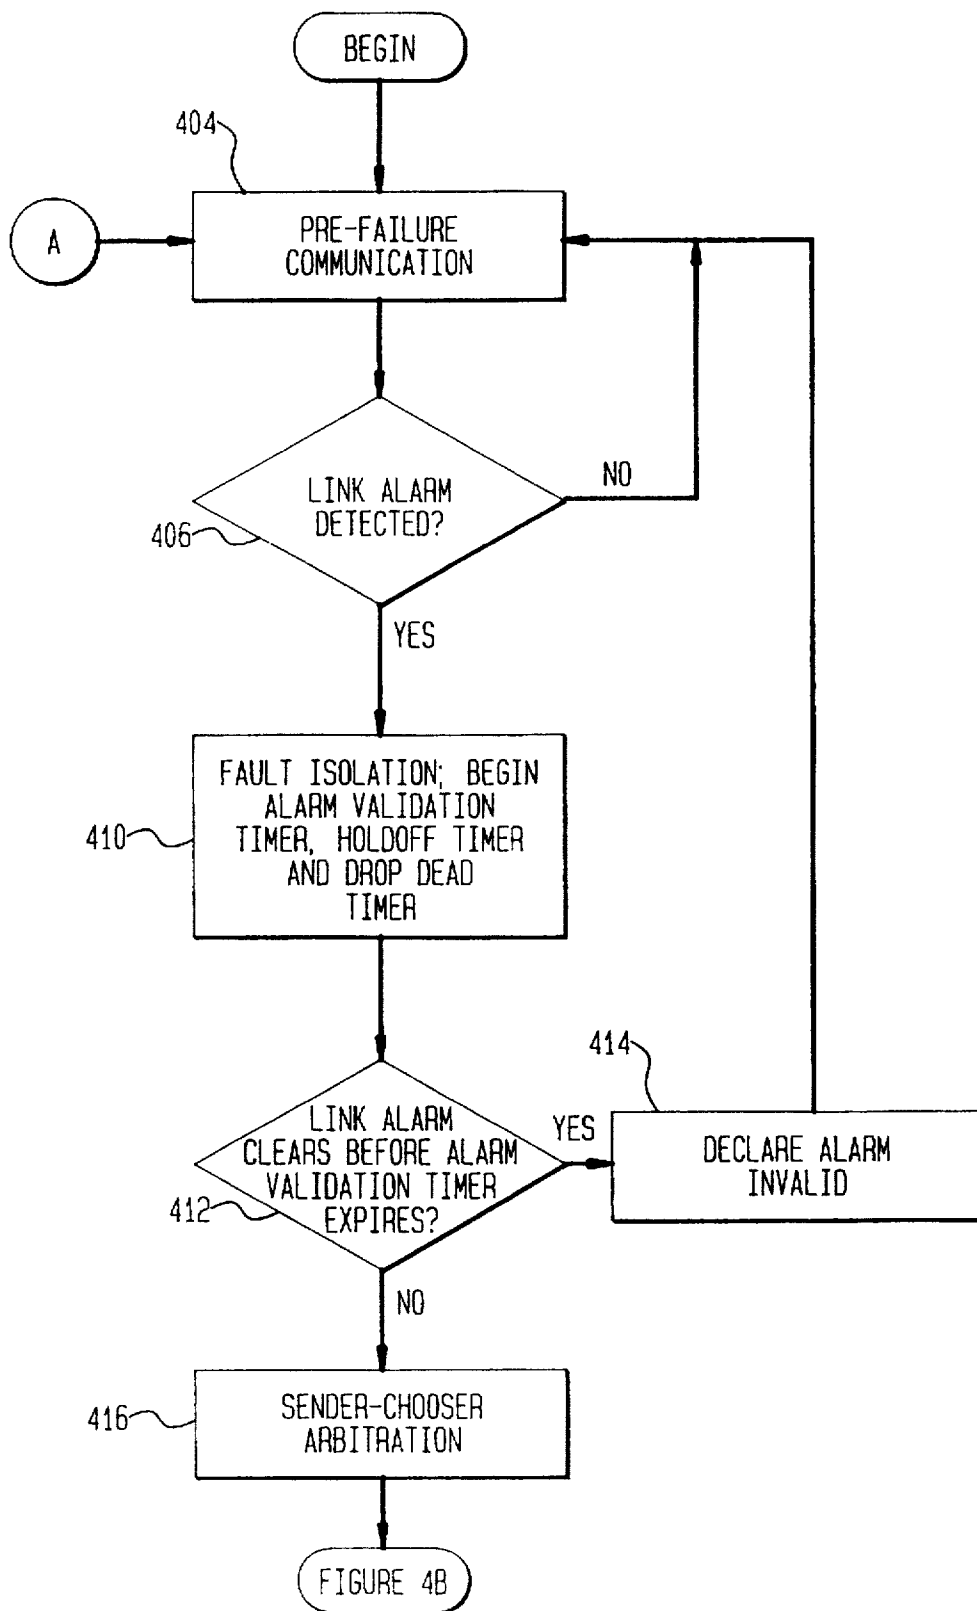 BEGIN
404
A
PRE-FAILURE
COMMUNICATION
LINK ALARM
DETECTED?
406
NO
YES
FAULT ISOLATION; BEGIN
ALARM VALIDATION
TIMER, HOLDOFF TIMER
AND DROP DEAD
TIMER
410
LINK ALARM
CLEARS BEFORE ALARM
VALIDATION TIMER
EXPIRES?
412
YES
414
DECLARE ALARM
INVALID
NO
SENDER-CHOOSER
ARBITRATION
416
FIGURE 4B